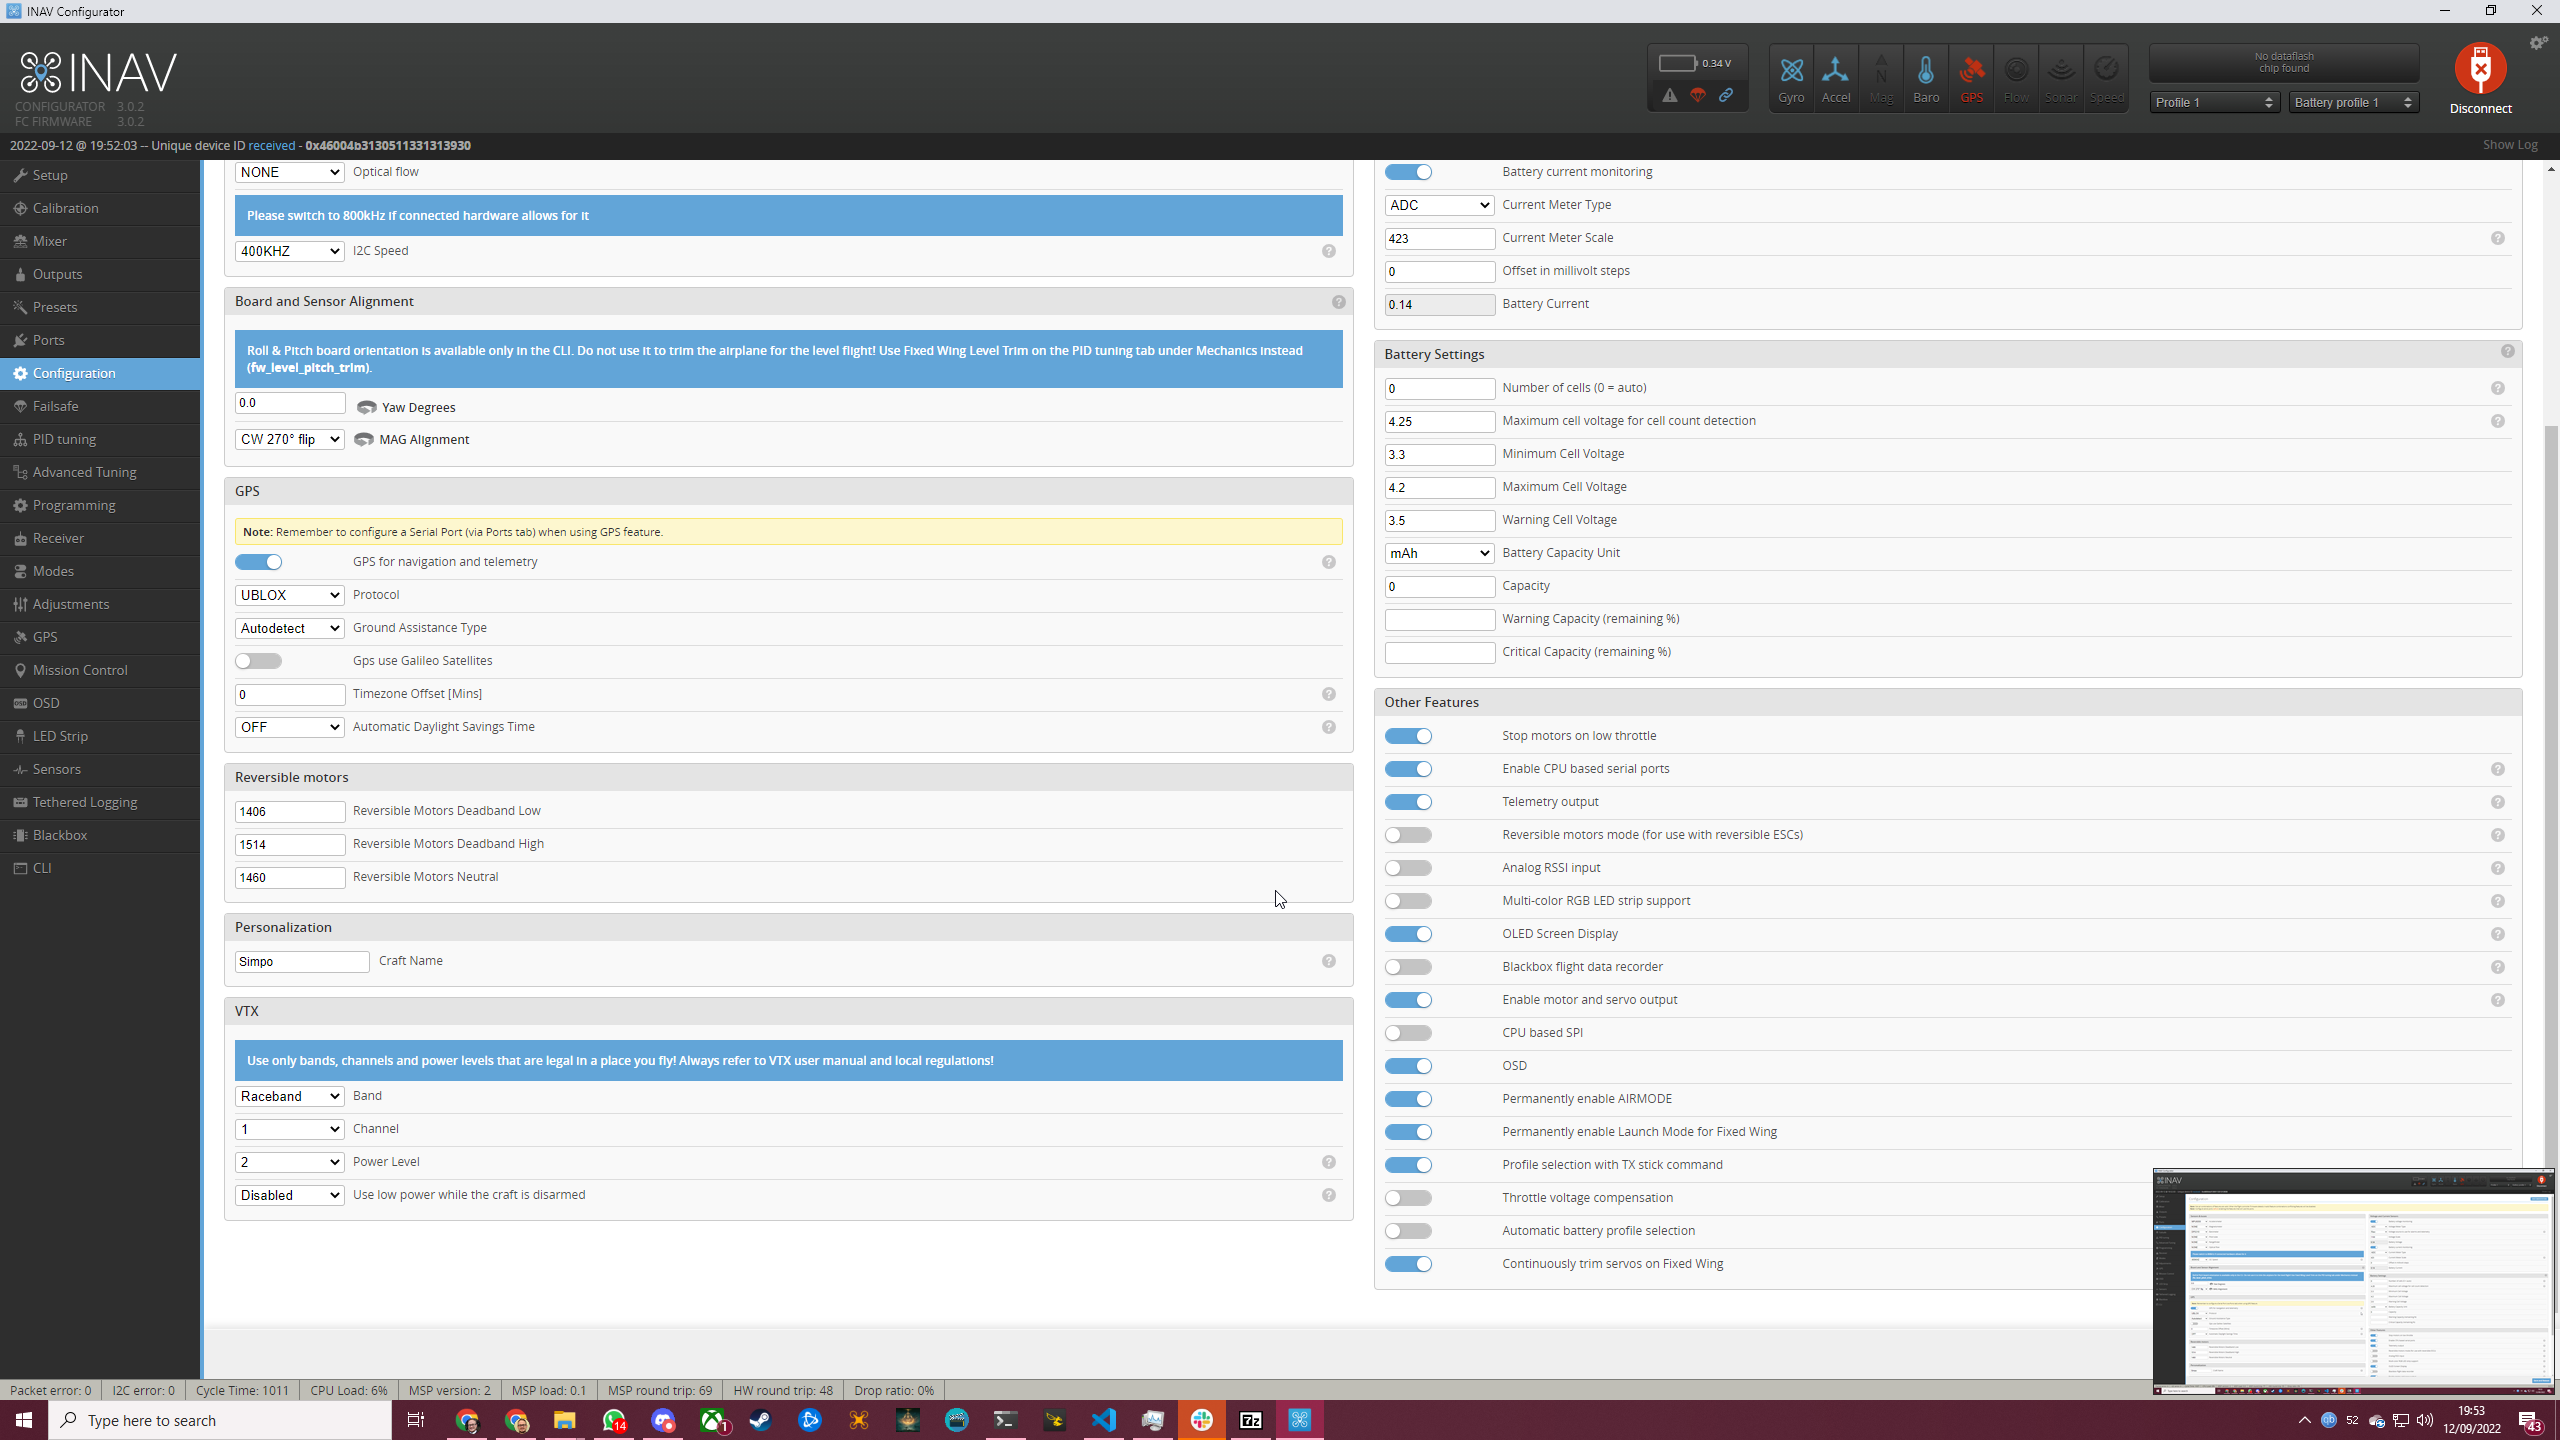 INAV Configurator
INAV
CONFIGURATOR 3.0.2
FC FIRMWARE 3.0.2
0.34 V
Gyro
Accel
Mag
Baro
GPS
Flow
Sonar
Speed
No dataflash
chip found
Profile 1
Battery profile 1
Disconnect
2022-09-12 @ 19:52:03 -- Unique device ID received - 0x46004b3130511331313930
Show Log
Setup
Calibration
Mixer
Outputs
Presets
Ports
Configuration
Failsafe
PID tuning
Advanced Tuning
Programming
Receiver
Modes
Adjustments
GPS
Mission Control
OSD
LED Strip
Sensors
Tethered Logging
Blackbox
CLI
NONE Optical flow
Please switch to 800kHz if connected hardware allows for it
400KHZ I2C Speed
Board and Sensor Alignment
Roll & Pitch board orientation is available only in the CLI. Do not use it to trim the airplane for the level flight! Use Fixed Wing Level Trim on the PID tuning tab under Mechanics instead
(fw_level_pitch_trim).
0.0 Yaw Degrees
CW 270° flip MAG Alignment
GPS
Note: Remember to configure a Serial Port (via Ports tab) when using GPS feature.
GPS for navigation and telemetry
UBLOX Protocol
Autodetect Ground Assistance Type
Gps use Galileo Satellites
0 Timezone Offset [Mins]
OFF Automatic Daylight Savings Time
Reversible motors
1406 Reversible Motors Deadband Low
1514 Reversible Motors Deadband High
1460 Reversible Motors Neutral
Personalization
Simpo Craft Name
VTX
Use only bands, channels and power levels that are legal in a place you fly! Always refer to VTX user manual and local regulations!
Raceband Band
1 Channel
2 Power Level
Disabled Use low power while the craft is disarmed
Battery current monitoring
ADC Current Meter Type
423 Current Meter Scale
0 Offset in millivolt steps
0.14 Battery Current
Battery Settings
0 Number of cells (0 = auto)
4.25 Maximum cell voltage for cell count detection
3.3 Minimum Cell Voltage
4.2 Maximum Cell Voltage
3.5 Warning Cell Voltage
mAh Battery Capacity Unit
0 Capacity
Warning Capacity (remaining %)
Critical Capacity (remaining %)
Other Features
Stop motors on low throttle
Enable CPU based serial ports
Telemetry output
Reversible motors mode (for use with reversible ESCs)
Analog RSSI input
Multi-color RGB LED strip support
OLED Screen Display
Blackbox flight data recorder
Enable motor and servo output
CPU based SPI
OSD
Permanently enable AIRMODE
Permanently enable Launch Mode for Fixed Wing
Profile selection with TX stick command
Throttle voltage compensation
Automatic battery profile selection
Continuously trim servos on Fixed Wing
INAV
Packet error: 0
I2C error: 0
Cycle Time: 1011
CPU Load: 6%
MSP version: 2
MSP load: 0.1
MSP round trip: 69
HW round trip: 48
Drop ratio: 0%
Type here to search
14
1
7z
qb
52
19:53
12/09/2022
43